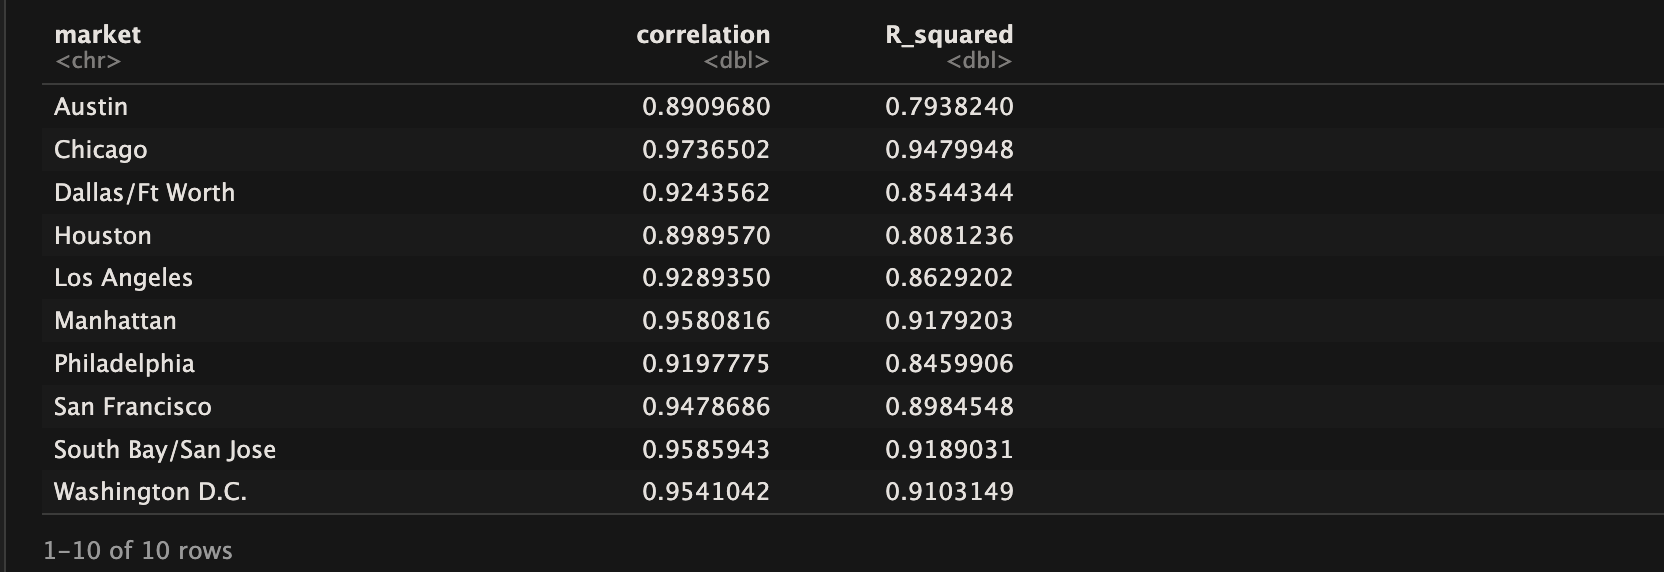 market correlation R_squared
<chr> <dbl> <dbl>
Austin 0.8909680 0.7938240
Chicago 0.9736502 0.9479948
Dallas/Ft Worth 0.9243562 0.8544344
Houston 0.8989570 0.8081236
Los Angeles 0.9289350 0.8629202
Manhattan 0.9580816 0.9179203
Philadelphia 0.9197775 0.8459906
San Francisco 0.9478686 0.8984548
South Bay/San Jose 0.9585943 0.9189031
Washington D.C. 0.9541042 0.9103149
1-10 of 10 rows